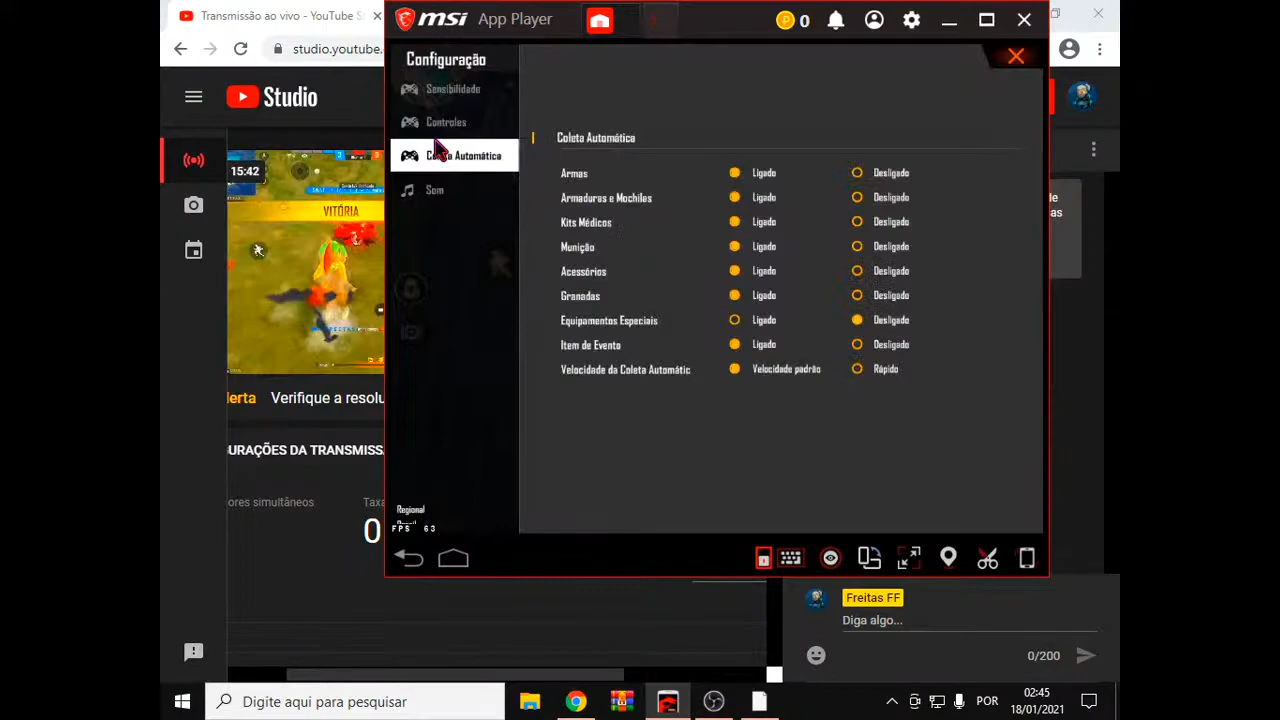 Transmissão ao vivo - YouTube S
studio.youtube.
Studio
15:42
VITÓRIA
lerta Verifique a resolu
GURAÇÕES DA TRANSMISSÃ
ores simultâneos
Taxa
0
msi App Player
P 0
Configuração
Sensibilidade
Controles
Coleta Automática
Som
Regional
FPS 63
Coleta Automática
Armas Ligado Desligado
Armaduras e Mochilas Ligado Desligado
Kits Médicos Ligado Desligado
Munição Ligado Desligado
Acessórios Ligado Desligado
Granadas Ligado Desligado
Equipamentos Especiais Ligado Desligado
Item de Evento Ligado Desligado
Velocidade da Coleta Automátic Velocidade padrão Rápido
de
as
Freitas FF
Diga algo...
0/200
Digite aqui para pesquisar
POR
02:45
18/01/2021